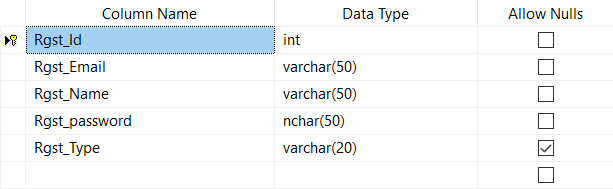 Column Name Data Type Allow Nulls
Rgst_Id int
Rgst_Email varchar(50)
Rgst_Name varchar(50)
Rgst_password nchar(50)
Rgst_Type varchar(20)